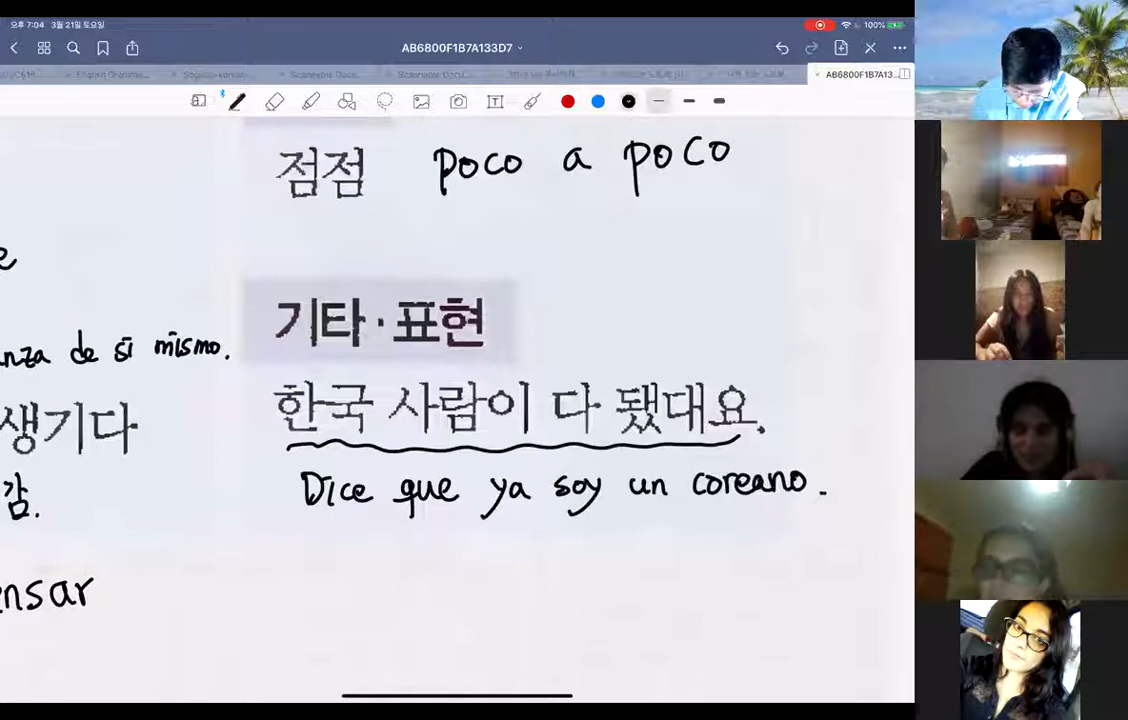 오후 7:04 3월 21일 토요일
100%
AB6800F1B7A133D7
AB6800F1B7A13...
점점 poco a poco
기타·표현
de sí mismo.
한국 사람이 다 됐대요.
생기다
Dice que ya soy un coreano.
감.